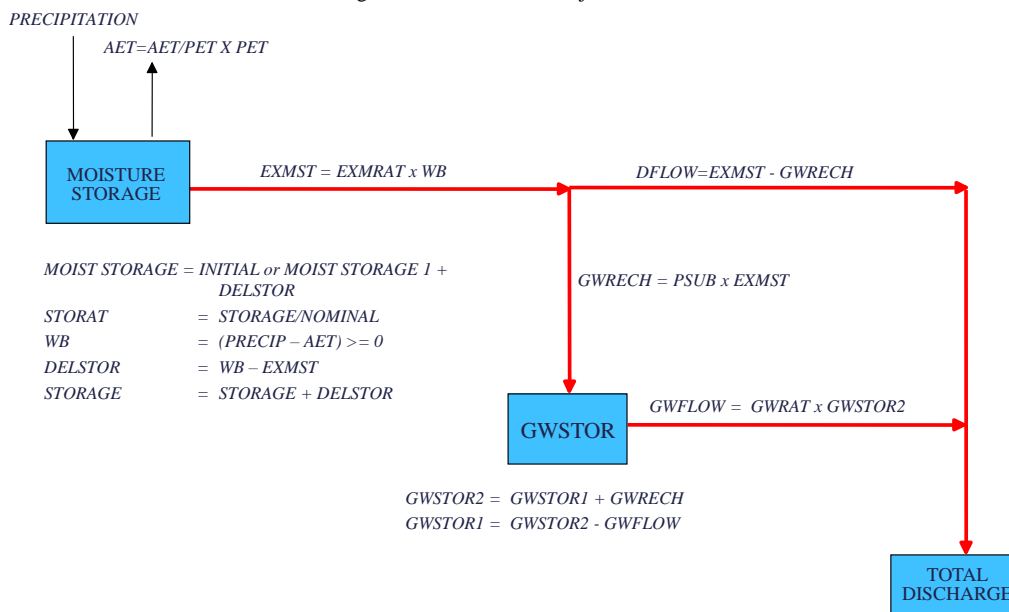 PRECIPITATION
AET=AET/PET X PET
MOISTURE
STORAGE
EXMST = EXMRAT x WB
DFLOW=EXMST - GWRECH
MOIST STORAGE = INITIAL or MOIST STORAGE 1 +
DELSTOR
GWRECH = PSUB x EXMST
STORAT = STORAGE/NOMINAL
WB = (PRECIP – AET) >= 0
DELSTOR = WB – EXMST
STORAGE = STORAGE + DELSTOR
GWSTOR
GWFLOW = GWRAT x GWSTOR2
GWSTOR2 = GWSTOR1 + GWRECH
GWSTOR1 = GWSTOR2 - GWFLOW
TOTAL
DISCHARGE